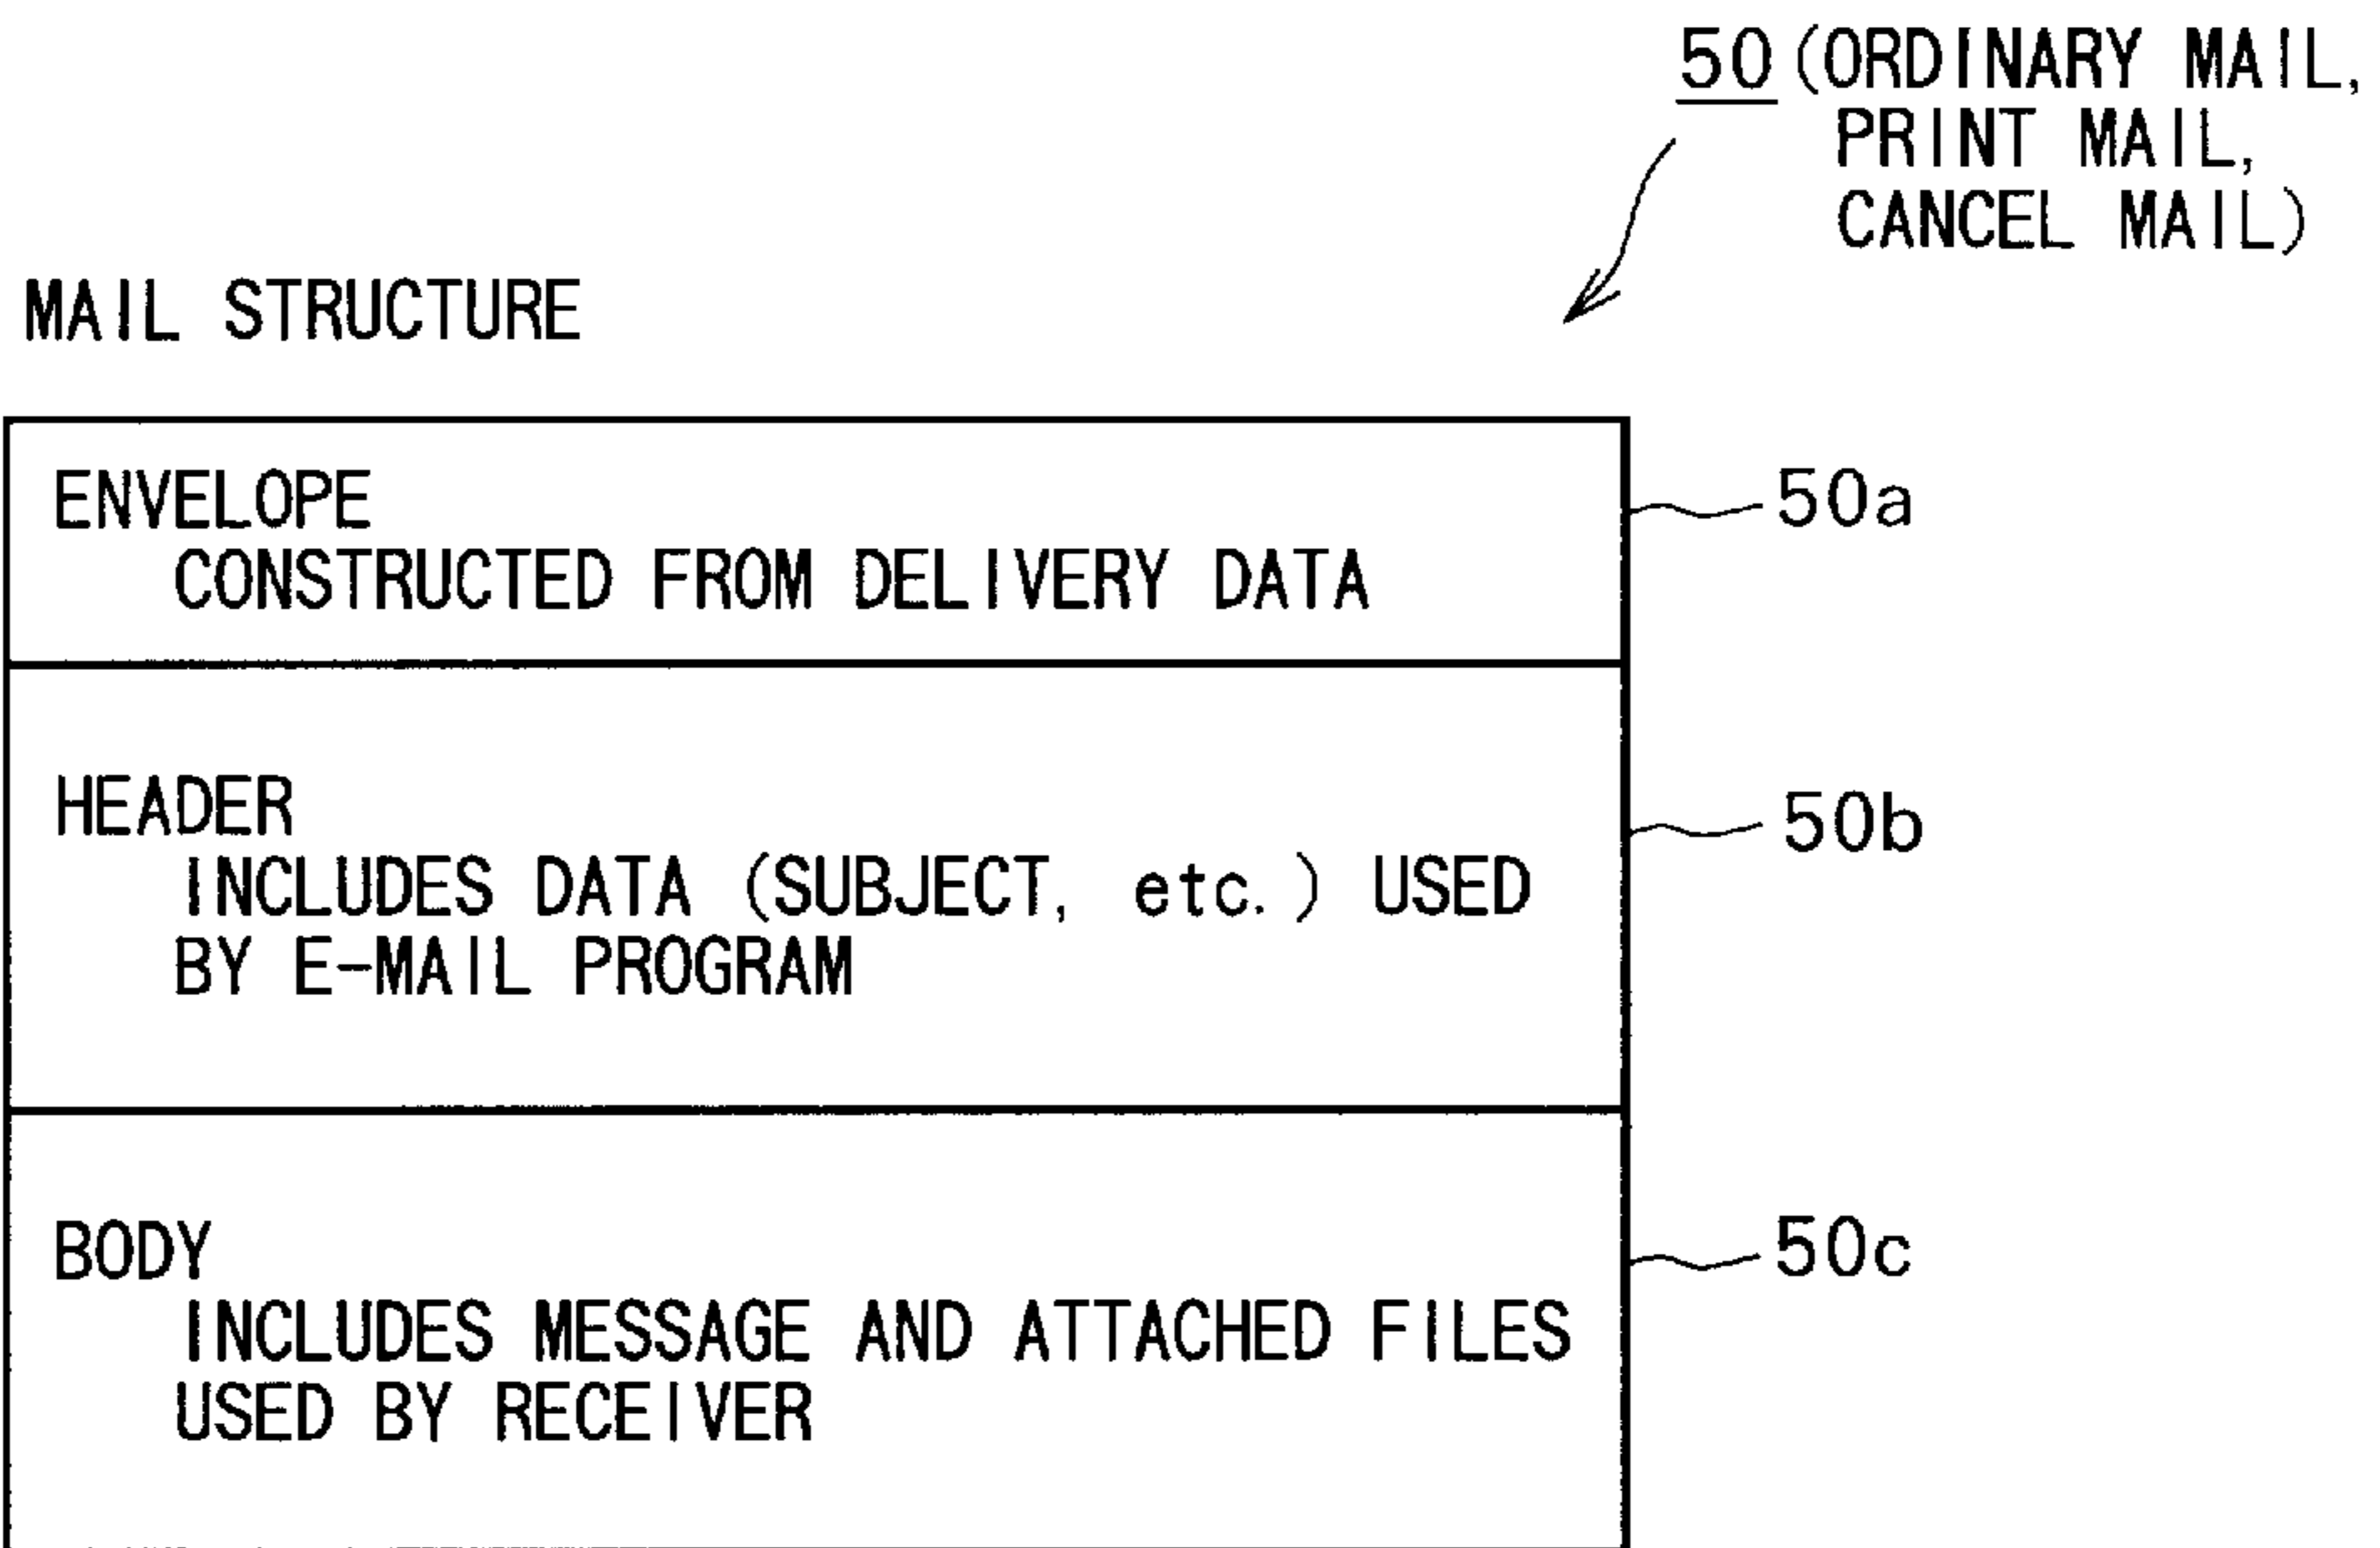 50 (ORDINARY MAIL,
PRINT MAIL,
CANCEL MAIL)
MAIL STRUCTURE
ENVELOPE
CONSTRUCTED FROM DELIVERY DATA
50a
HEADER
INCLUDES DATA (SUBJECT, etc.) USED
BY E-MAIL PROGRAM
50b
BODY
INCLUDES MESSAGE AND ATTACHED FILES
USED BY RECEIVER
50c